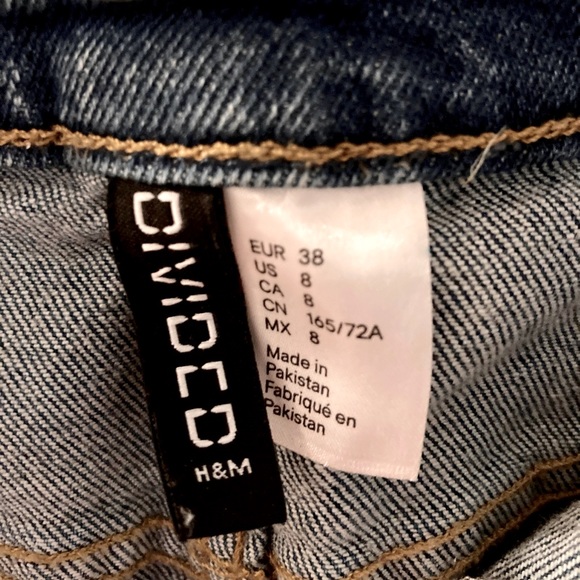 DIVIDED
H&M
EUR 38
US 8
CA 8
CN 165/72A
MX 8
Made in
Pakistan
Fabriqué en
Pakistan